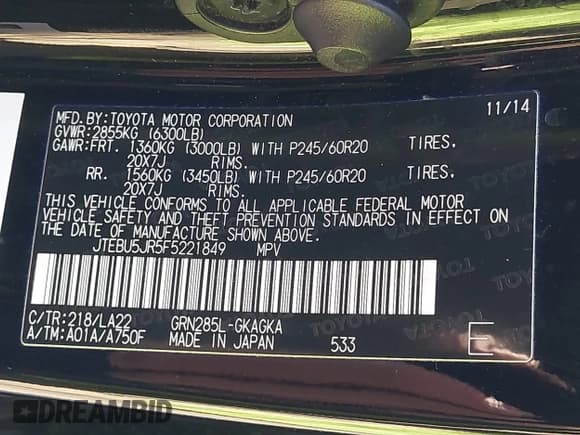 MFD.BY:TOYOTA MOTOR CORPORATION 11/14
GVWR:2855KG (6300LB)
GAWR:FRT. 1360KG (3000LB) WITH P245/60R20 TIRES.
20X7J RIMS.
RR. 1560KG (3450LB) WITH P245/60R20 TIRES.
20X7J RIMS.
THIS VEHICLE CONFORMS TO ALL APPLICABLE FEDERAL MOTOR
VEHICLE SAFETY AND THEFT PREVENTION STANDARDS IN EFFECT ON
THE DATE OF MANUFACTURE SHOWN ABOVE.
JTEBU5JR5F5221849 MPV
C/TR:218/LA22 GRN285L-GKAGKA
A/TM:A01A/A750F MADE IN JAPAN 533 E
DREAMBID